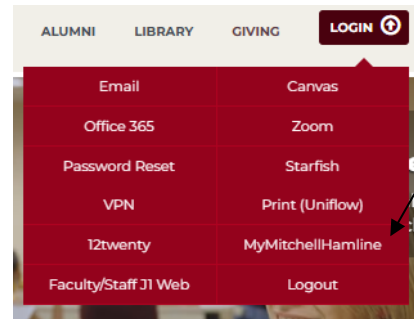 ALUMNI LIBRARY GIVING LOGIN
Email Canvas
Office 365 Zoom
Password Reset Starfish
VPN Print (Uniflow)
12twenty MyMitchellHamline
Faculty/Staff J1 Web Logout